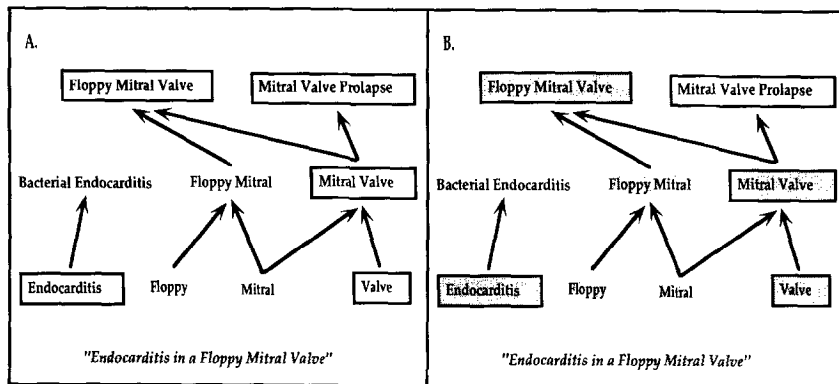 A.
Floppy Mitral Valve
Mitral Valve Prolapse
Bacterial Endocarditis
Floppy Mitral
Mitral Valve
Endocarditis
Floppy
Mitral
Valve
"Endocarditis in a Floppy Mitral Valve"
B.
Floppy Mitral Valve
Mitral Valve Prolapse
Bacterial Endocarditis
Floppy Mitral
Mitral Valve
Endocarditis
Floppy
Mitral
Valve
"Endocarditis in a Floppy Mitral Valve"